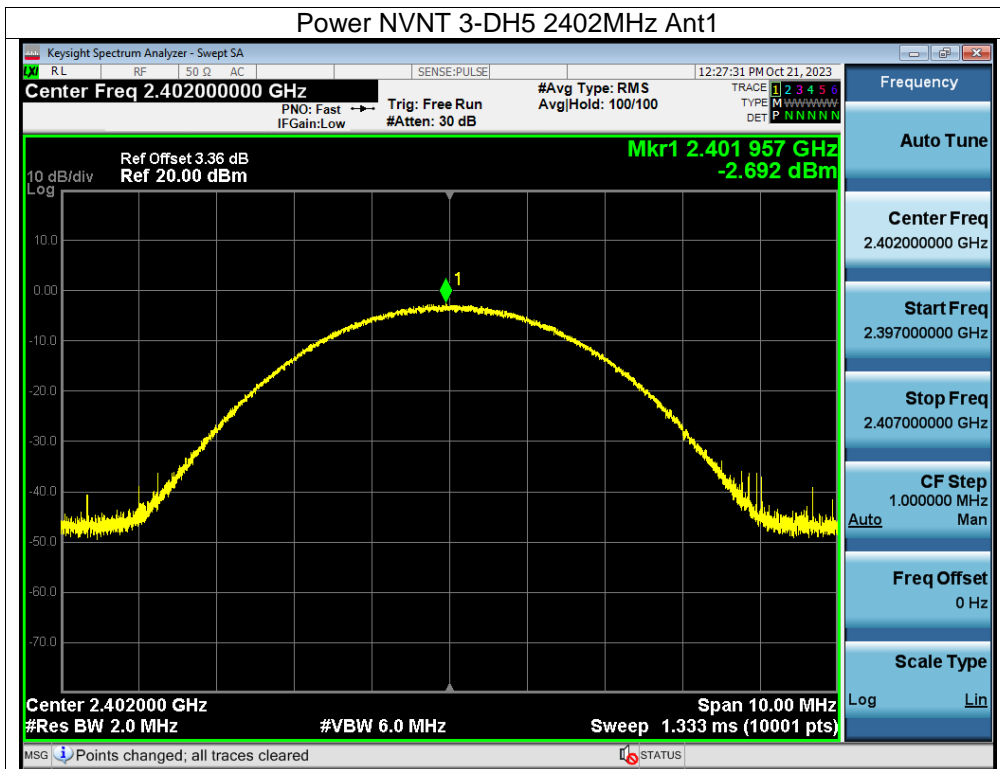 Power NVNT 3-DH5 2402MHz Ant1
Keysight Spectrum Analyzer - Swept SA
LXI RL RF 50 Ω AC SENSE:PULSE 12:27:31 PM Oct 21, 2023
Center Freq 2.402000000 GHz
PNO: Fast
IFGain:Low
Trig: Free Run
#Atten: 30 dB
#Avg Type: RMS
Avg|Hold: 100/100
TRACE 1 2 3 4 5 6
TYPE M WWWWW
DET P N N N N N
Mkr1 2.401 957 GHz
-2.692 dBm
Ref Offset 3.36 dB
10 dB/div Ref 20.00 dBm
Log
10.0
0.00
-10.0
-20.0
-30.0
-40.0
-50.0
-60.0
-70.0
1
Center 2.402000 GHz Span 10.00 MHz
#Res BW 2.0 MHz #VBW 6.0 MHz Sweep 1.333 ms (10001 pts)
MSG Points changed; all traces cleared STATUS
Frequency
Auto Tune
Center Freq
2.402000000 GHz
Start Freq
2.397000000 GHz
Stop Freq
2.407000000 GHz
CF Step
1.000000 MHz
Auto Man
Freq Offset
0 Hz
Scale Type
Log Lin